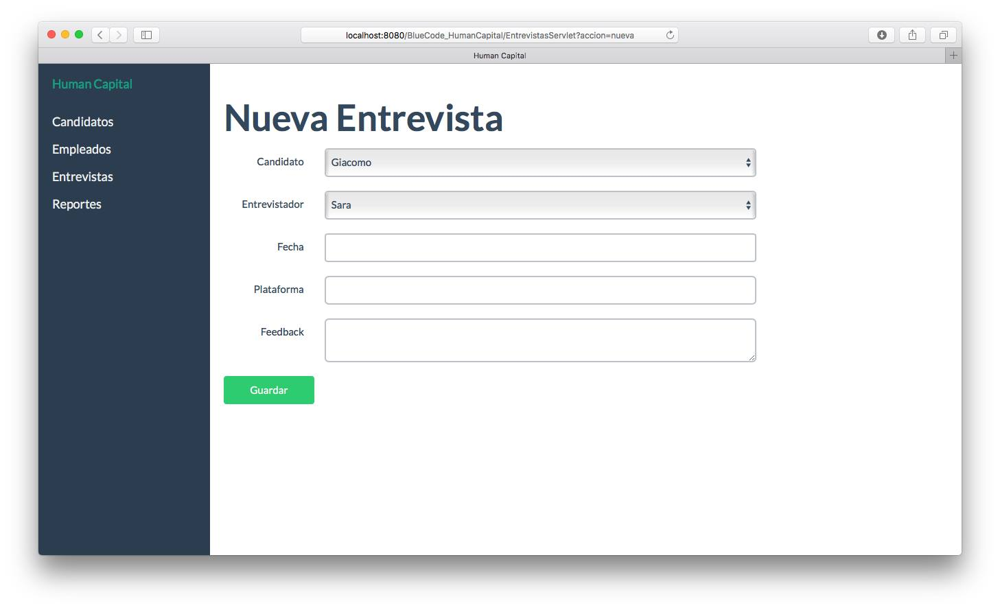 localhost:8080/BlueCode_HumanCapital/EntrevistasServlet?accion=nueva
Human Capital
Human Capital
Candidatos
Empleados
Entrevistas
Reportes
Nueva Entrevista
Candidato
Giacomo
Entrevistador
Sara
Fecha
Plataforma
Feedback
Guardar